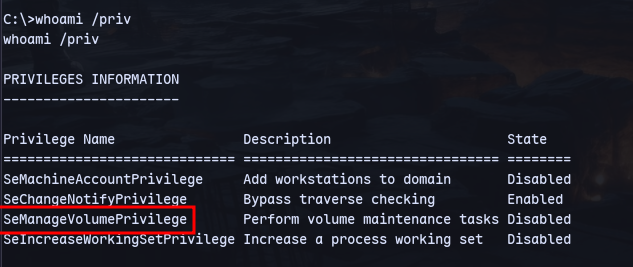 C:\>whoami /priv
whoami /priv
PRIVILEGES INFORMATION
----------------------
Privilege Name                Description                      State
============================= ================================ ========
SeMachineAccountPrivilege     Add workstations to domain       Disabled
SeChangeNotifyPrivilege       Bypass traverse checking         Enabled
SeManageVolumePrivilege       Perform volume maintenance tasks Disabled
SeIncreaseWorkingSetPrivilege Increase a process working set   Disabled